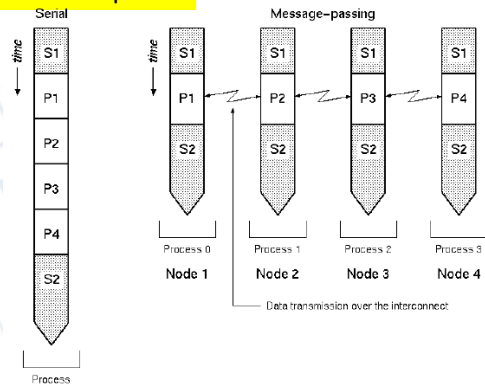 Serial
time
S1
P1
P2
P3
P4
S2
Process
Message-passing
time
S1 S1 S1 S1
P1 P2 P3 P4
S2 S2 S2 S2
Process 0 Process 1 Process 2 Process 3
Node 1 Node 2 Node 3 Node 4
Data transmission over the interconnect